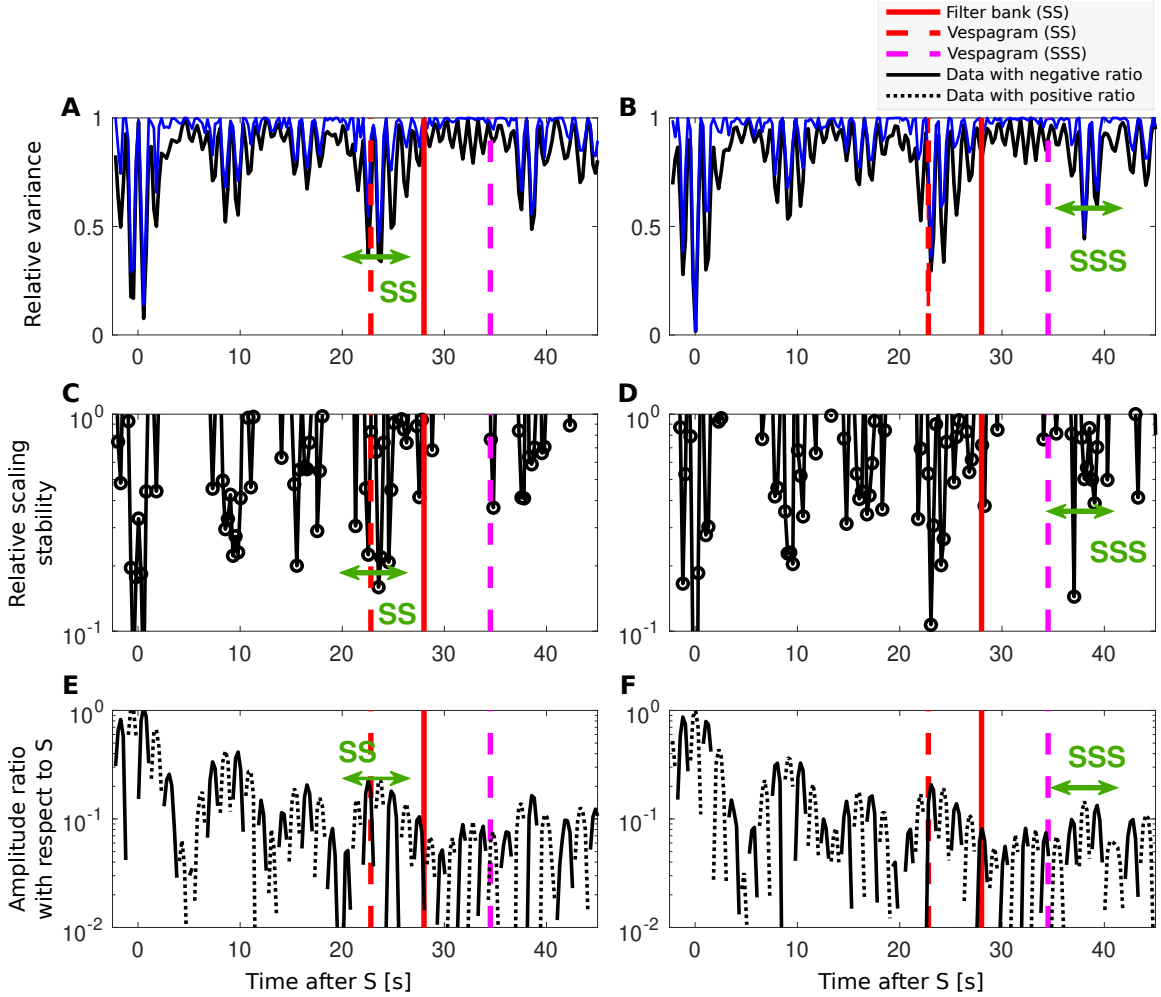 Filter bank (SS)
Vespagram (SS)
Vespagram (SSS)
Data with negative ratio
Data with positive ratio
A
B
Relative variance
1
0.5
0
0 10 20 30 40
SS
1
0.5
0
0 10 20 30 40
SSS
C
D
Relative scaling
stability
10^0
10^-1
0 10 20 30 40
SS
10^0
10^-1
0 10 20 30 40
SSS
E
F
Amplitude ratio
with respect to S
10^0
10^-1
10^-2
0 10 20 30 40
SS
Time after S [s]
10^0
10^-1
10^-2
0 10 20 30 40
SSS
Time after S [s]